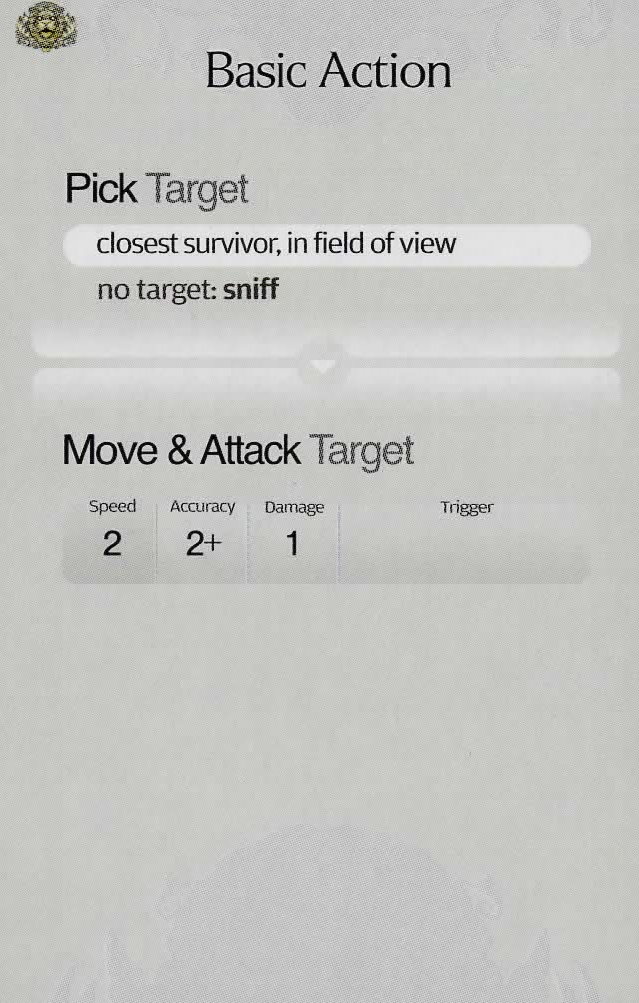 Basic Action
Pick Target
closest survivor, in field of view
no target: sniff
Move & Attack Target
Speed Accuracy Damage Trigger
2 2+ 1